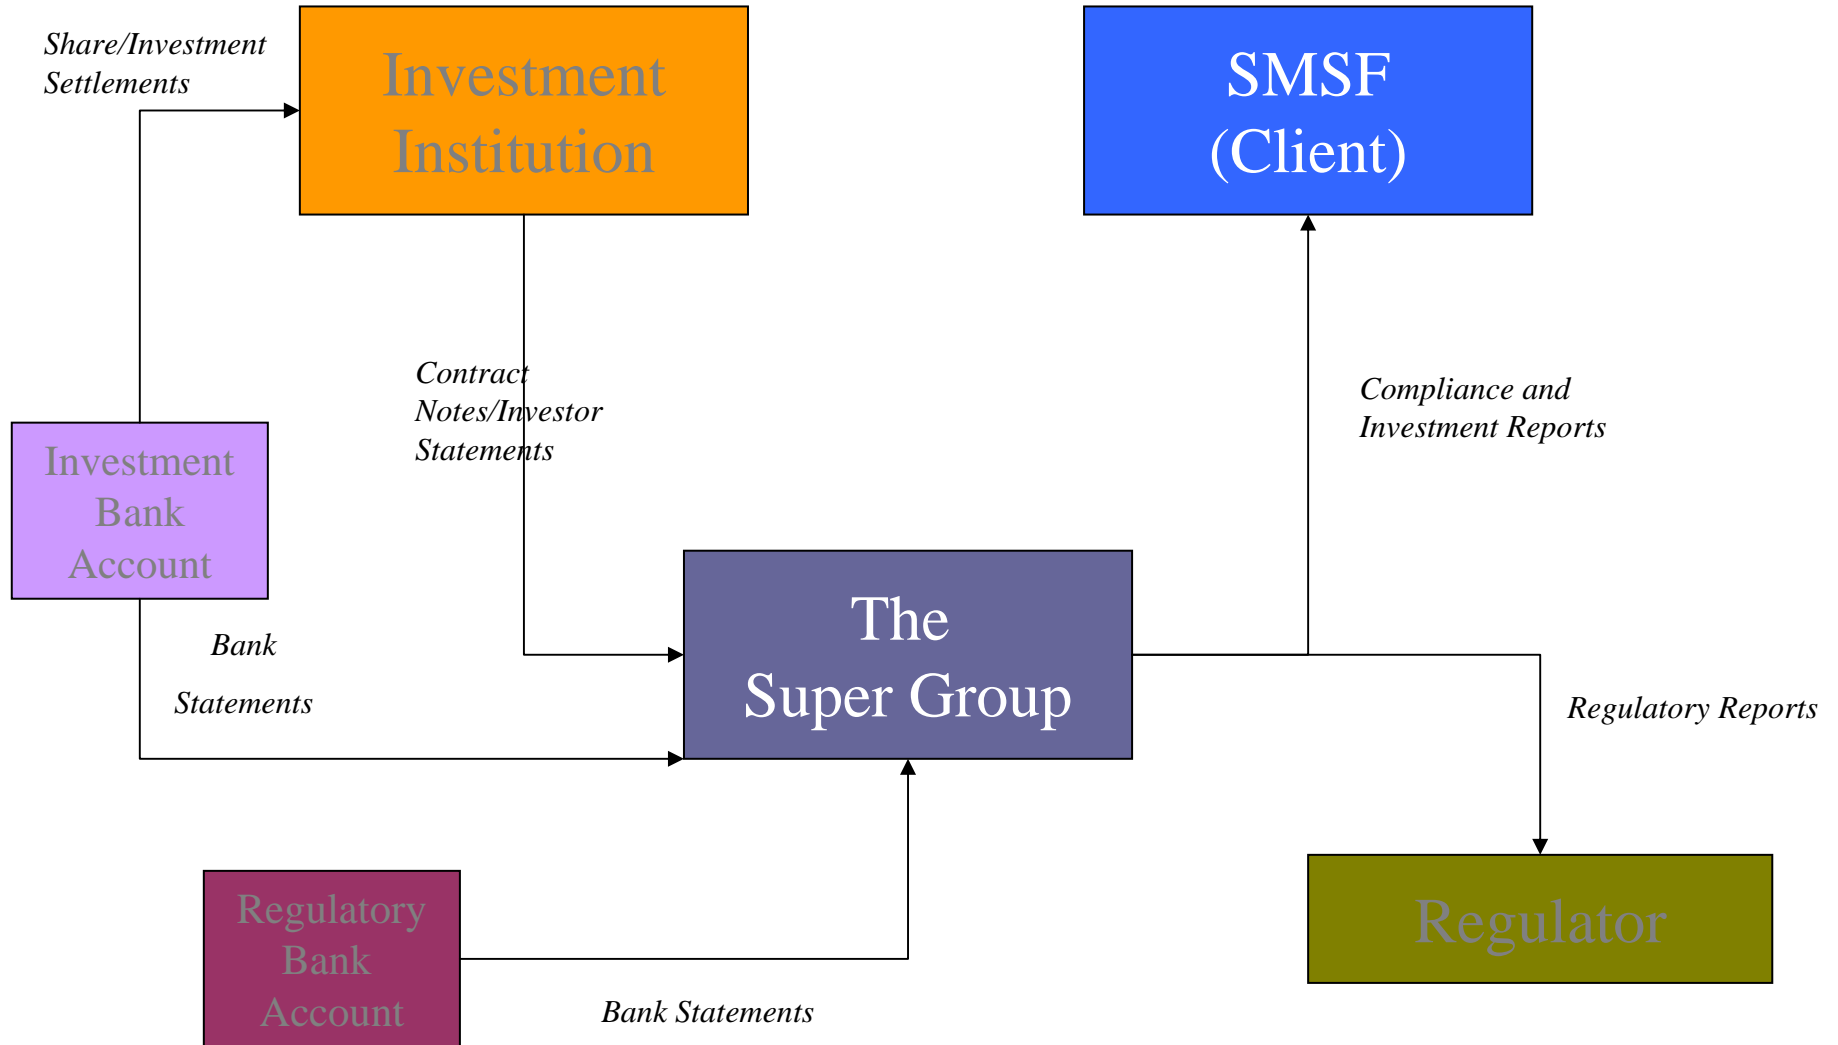 Share/Investment
Settlements
Investment
Institution
SMSF
(Client)
Contract
Notes/Investor
Statements
Compliance and
Investment Reports
Investment
Bank
Account
Bank
Statements
The
Super Group
Regulatory Reports
Regulatory
Bank
Account
Regulator
Bank Statements